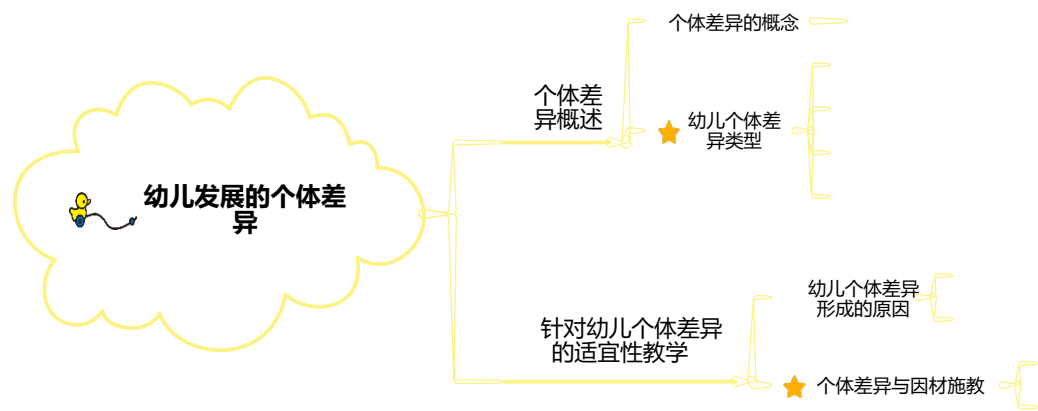 幼儿发展的个体差
异
个体差
异概述
个体差异的概念
幼儿个体差
异类型
针对幼儿个体差异
的适宜性教学
幼儿个体差异
形成的原因
个体差异与因材施教